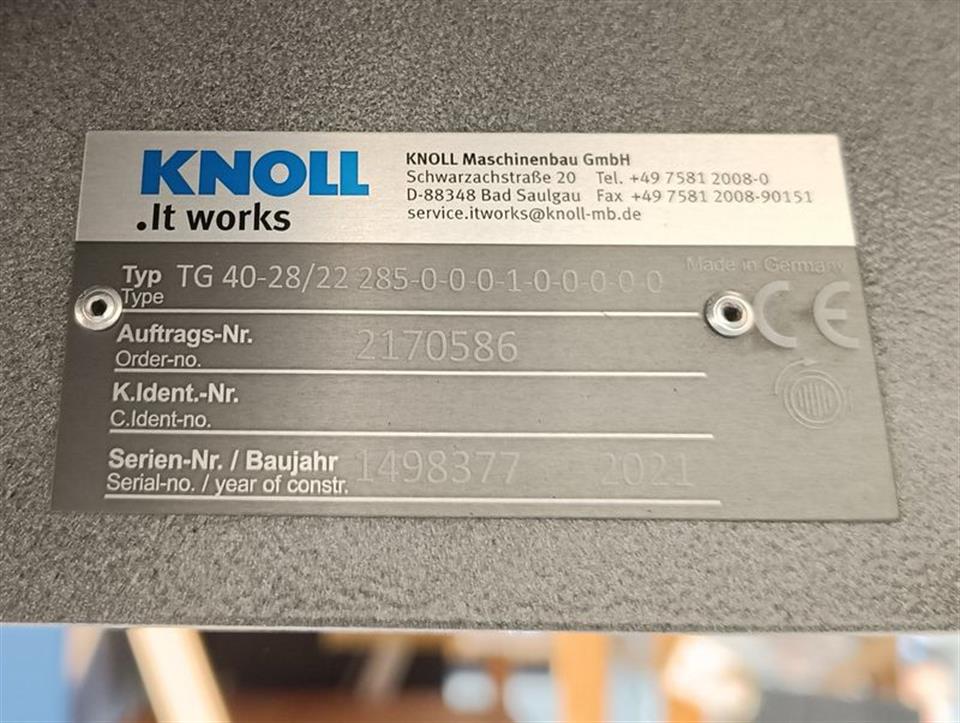 KNOLL
.It works
KNOLL Maschinenbau GmbH
Schwarzachstraße 20 Tel. +49 7581 2008-0
D-88348 Bad Saulgau Fax +49 7581 2008-90151
service.itworks@knoll-mb.de
Typ TG 40-28/22 285-0-0-0-1-0-0-0-0-0
Type
Made in Germany
CE
Auftrags-Nr. 2170586
Order-no.
K.Ident.-Nr.
C.Ident-no.
Serien-Nr. / Baujahr 1498377 2021
Serial-no. / year of constr.